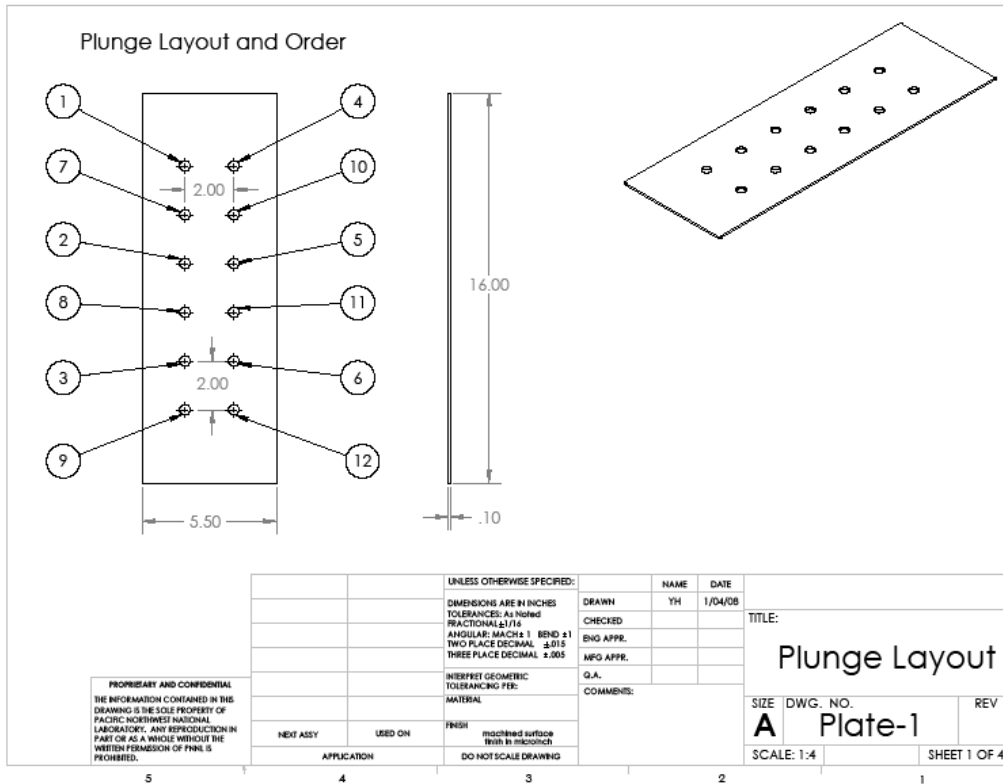 Plunge Layout and Order
1
4
7
10
2.00
2
5
8
11
16.00
3
6
2.00
9
12
5.50
.10
UNLESS OTHERWISE SPECIFIED:
DIMENSIONS ARE IN INCHES
TOLERANCES: As Noted
FRACTIONAL±1/16
ANGULAR: MACH± 1 BEND ±1
TWO PLACE DECIMAL ±.015
THREE PLACE DECIMAL ±.005
INTERPRET GEOMETRIC
TOLERANCING PER:
MATERIAL
FINISH
machined surface
finish in microinch
DO NOT SCALE DRAWING
NAME DATE
DRAWN YH 1/04/08
CHECKED
ENG APPR.
MFG APPR.
Q.A.
COMMENTS:
TITLE:
Plunge Layout
SIZE DWG. NO. REV
A Plate-1
SCALE: 1:4 SHEET 1 OF 4
PROPRIETARY AND CONFIDENTIAL
THE INFORMATION CONTAINED IN THIS
DRAWING IS THE SOLE PROPERTY OF
PACIFIC NORTHWEST NATIONAL
LABORATORY. ANY REPRODUCTION IN
PART OR AS A WHOLE WITHOUT THE
WRITTEN PERMISSION OF PNNL IS
PROHIBITED.
NEXT ASSY USED ON
APPLICATION
5 4 3 2 1